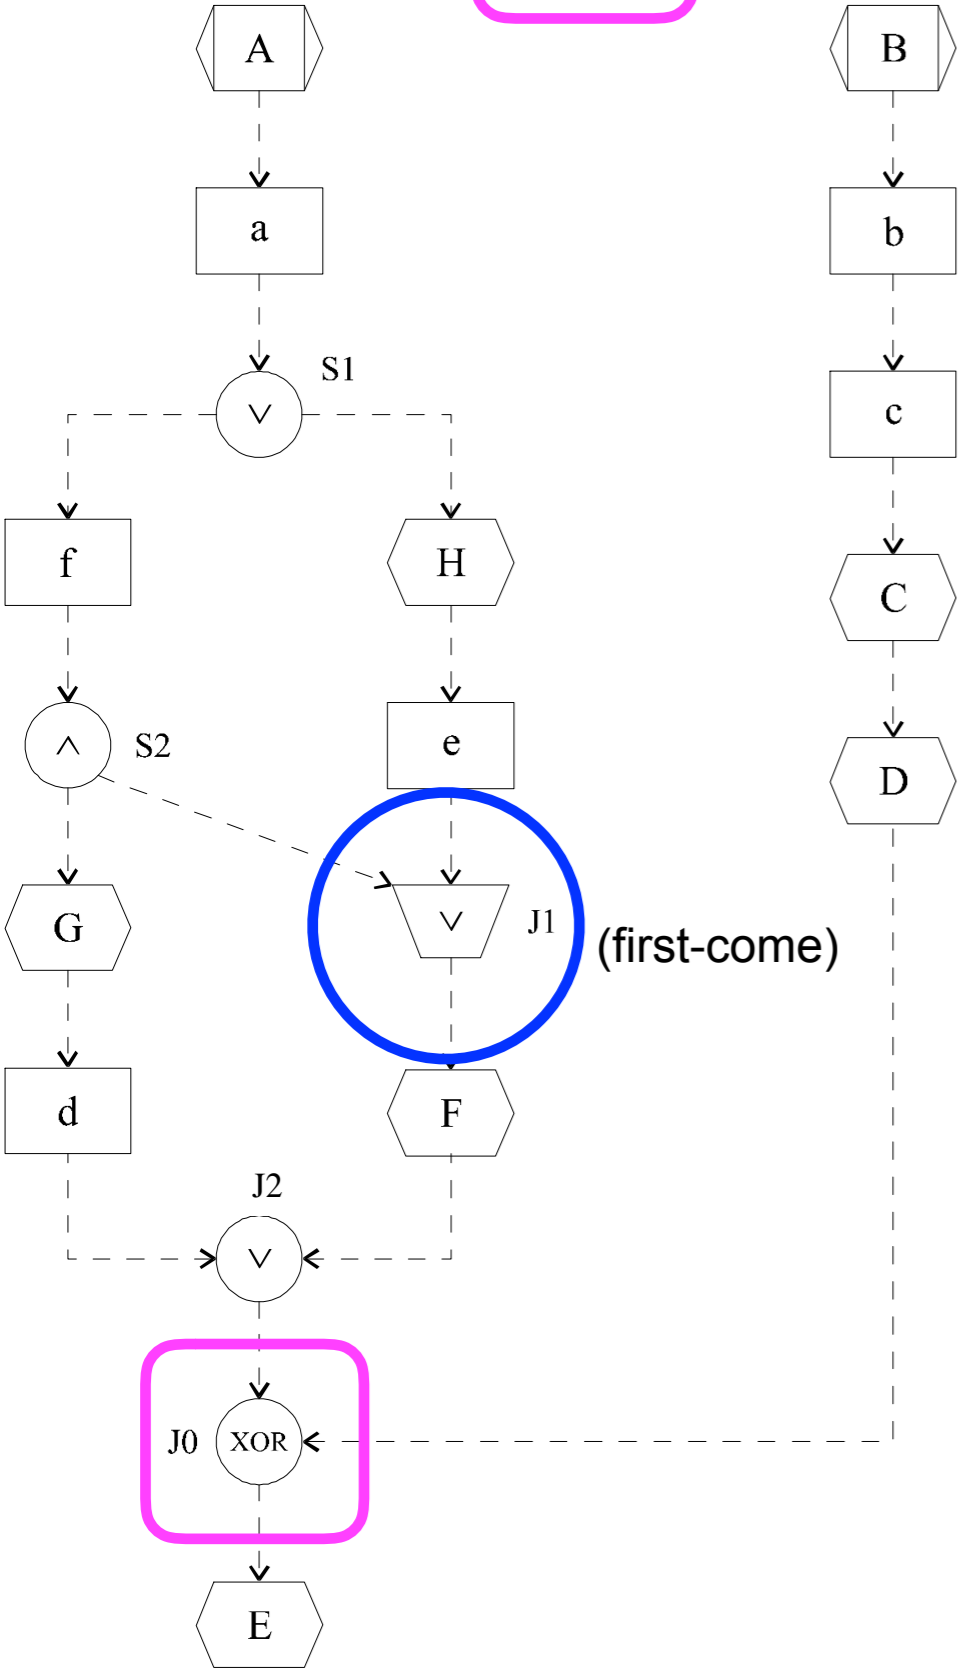 A
B
a
b
S1
∨
c
f
H
C
∧
S2
e
D
G
∨
J1
(first-come)
d
F
J2
∨
J0
XOR
E